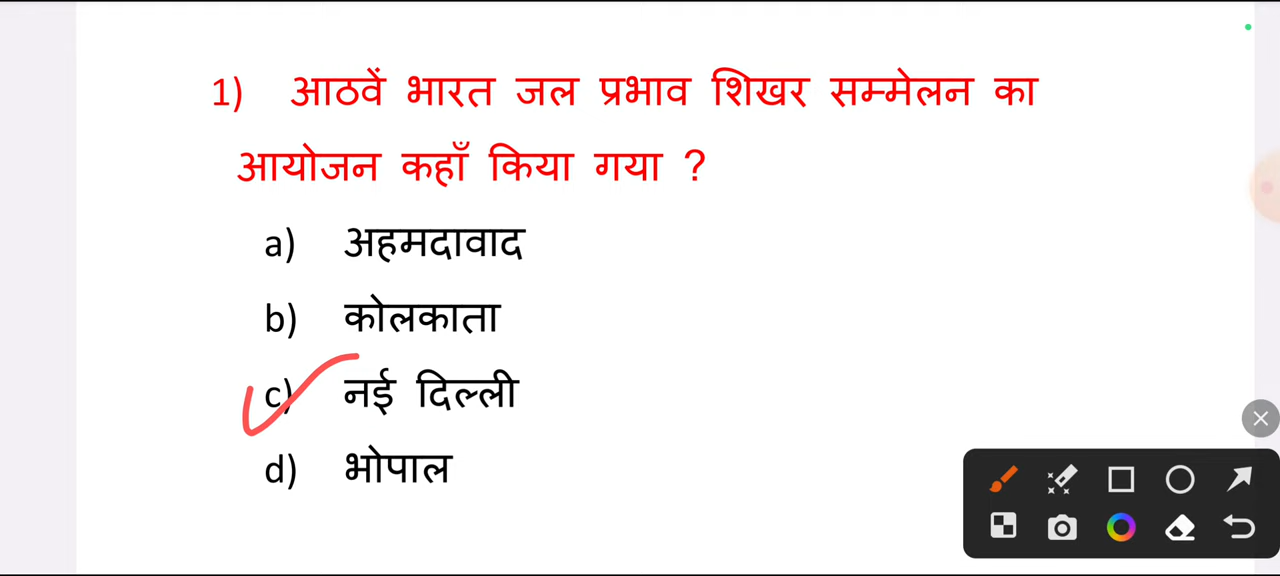 1) आठवें भारत जल प्रभाव शिखर सम्मेलन का
आयोजन कहाँ किया गया ?
a) अहमदावाद
b) कोलकाता
c) नई दिल्ली
d) भोपाल